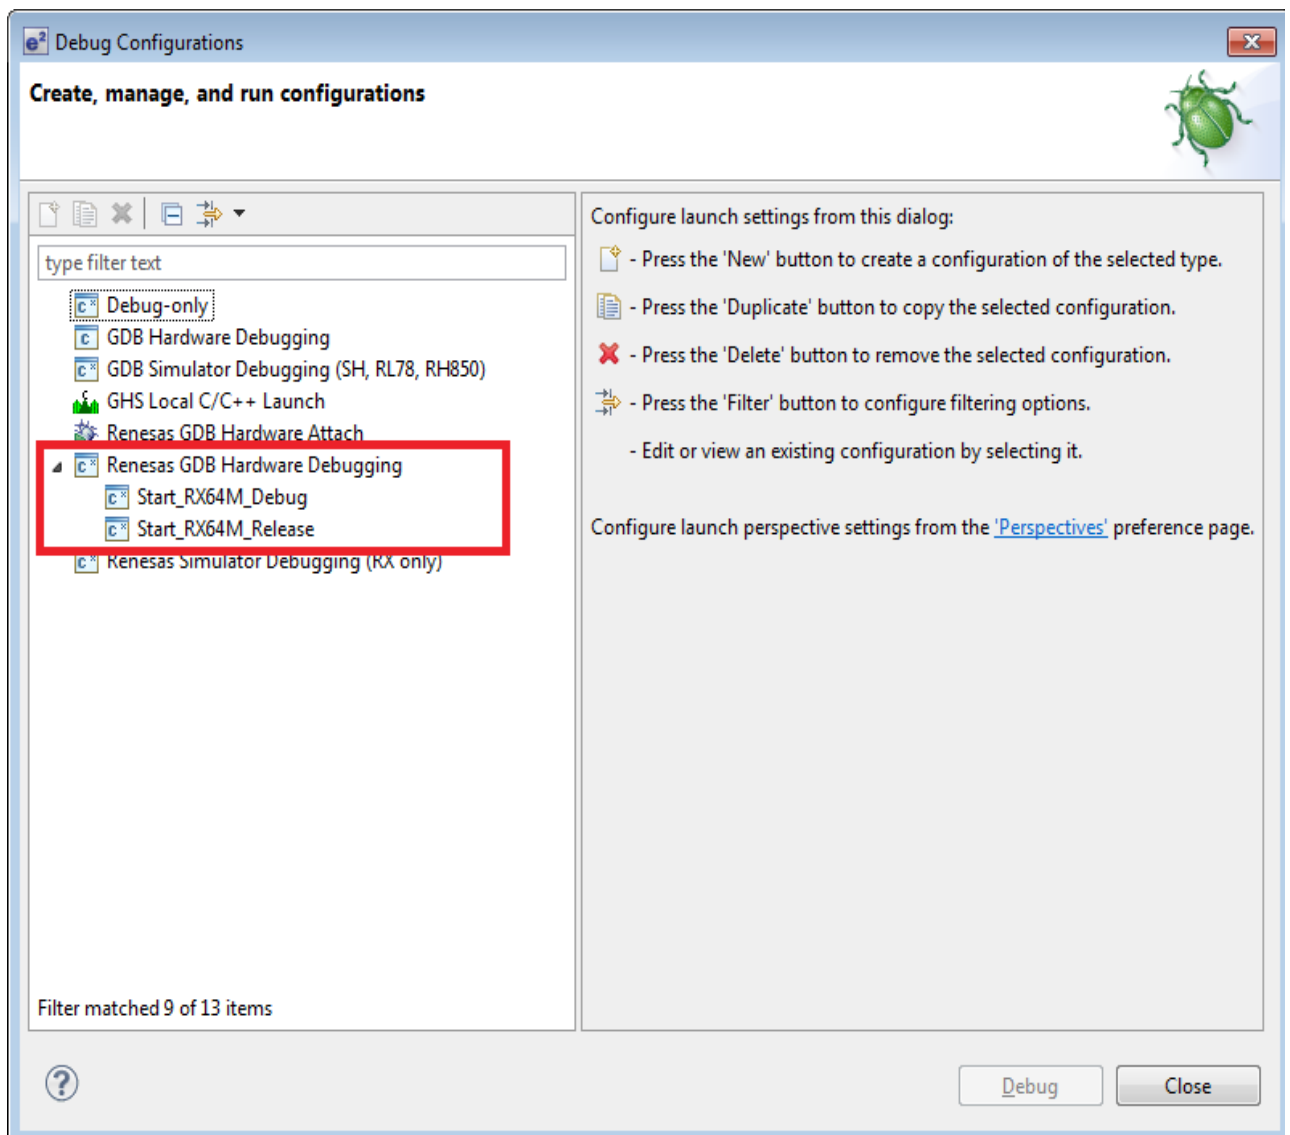 e² Debug Configurations
Create, manage, and run configurations
type filter text
Debug-only
GDB Hardware Debugging
GDB Simulator Debugging (SH, RL78, RH850)
GHS Local C/C++ Launch
Renesas GDB Hardware Attach
Renesas GDB Hardware Debugging
Start_RX64M_Debug
Start_RX64M_Release
Renesas Simulator Debugging (RX only)
Filter matched 9 of 13 items
Configure launch settings from this dialog:
- Press the 'New' button to create a configuration of the selected type.
- Press the 'Duplicate' button to copy the selected configuration.
- Press the 'Delete' button to remove the selected configuration.
- Press the 'Filter' button to configure filtering options.
- Edit or view an existing configuration by selecting it.
Configure launch perspective settings from the 'Perspectives' preference page.
Debug
Close